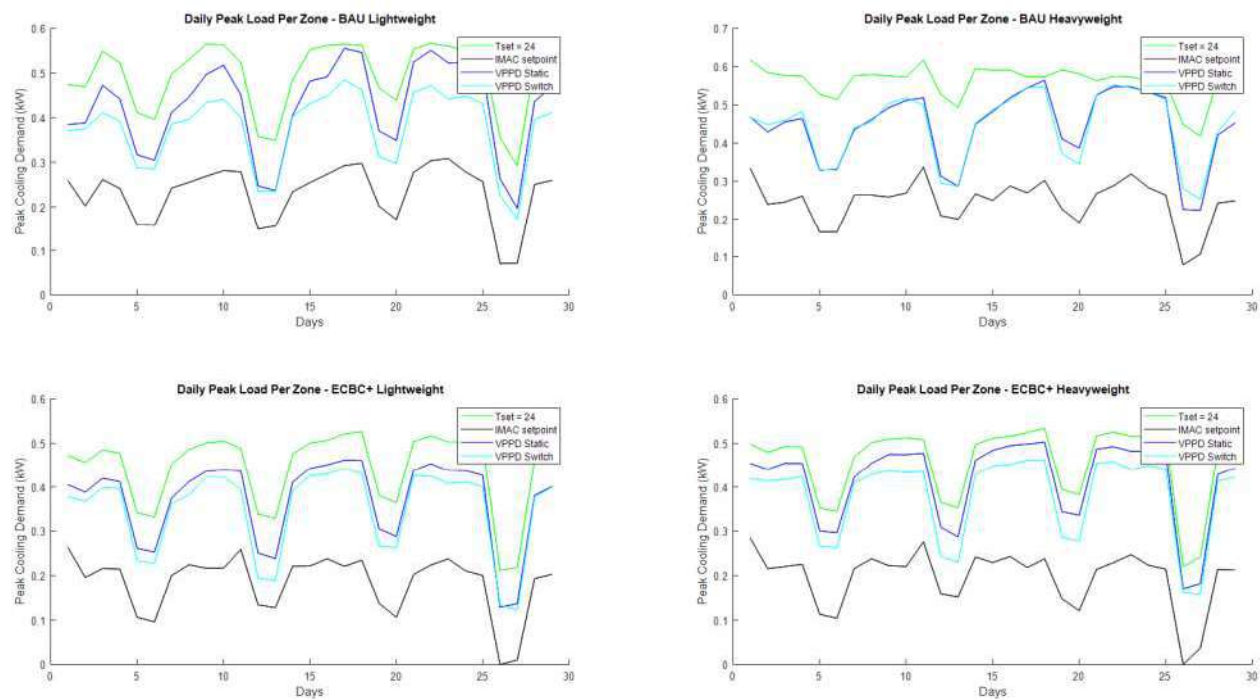 Daily Peak Load Per Zone - BAU Lightweight
Peak Cooling Demand (kW)
0.6
0.5
0.4
0.3
0.2
0.1
0
0 5 10 15 20 25 30
Days
Tset = 24
IMAC setpoint
VPPD Static
VPPD Switch
Daily Peak Load Per Zone - BAU Heavyweight
Peak Cooling Demand (kW)
0.7
0.6
0.5
0.4
0.3
0.2
0.1
0
0 5 10 15 20 25 30
Days
Tset = 24
IMAC setpoint
VPPD Static
VPPD Switch
Daily Peak Load Per Zone - ECBC+ Lightweight
Peak Cooling Demand (kW)
0.6
0.5
0.4
0.3
0.2
0.1
0
0 5 10 15 20 25 30
Days
Tset = 24
IMAC setpoint
VPPD Static
VPPD Switch
Daily Peak Load Per Zone - ECBC+ Heavyweight
Peak Cooling Demand (kW)
0.6
0.5
0.4
0.3
0.2
0.1
0
0 5 10 15 20 25 30
Days
Tset = 24
IMAC setpoint
VPPD Static
VPPD Switch